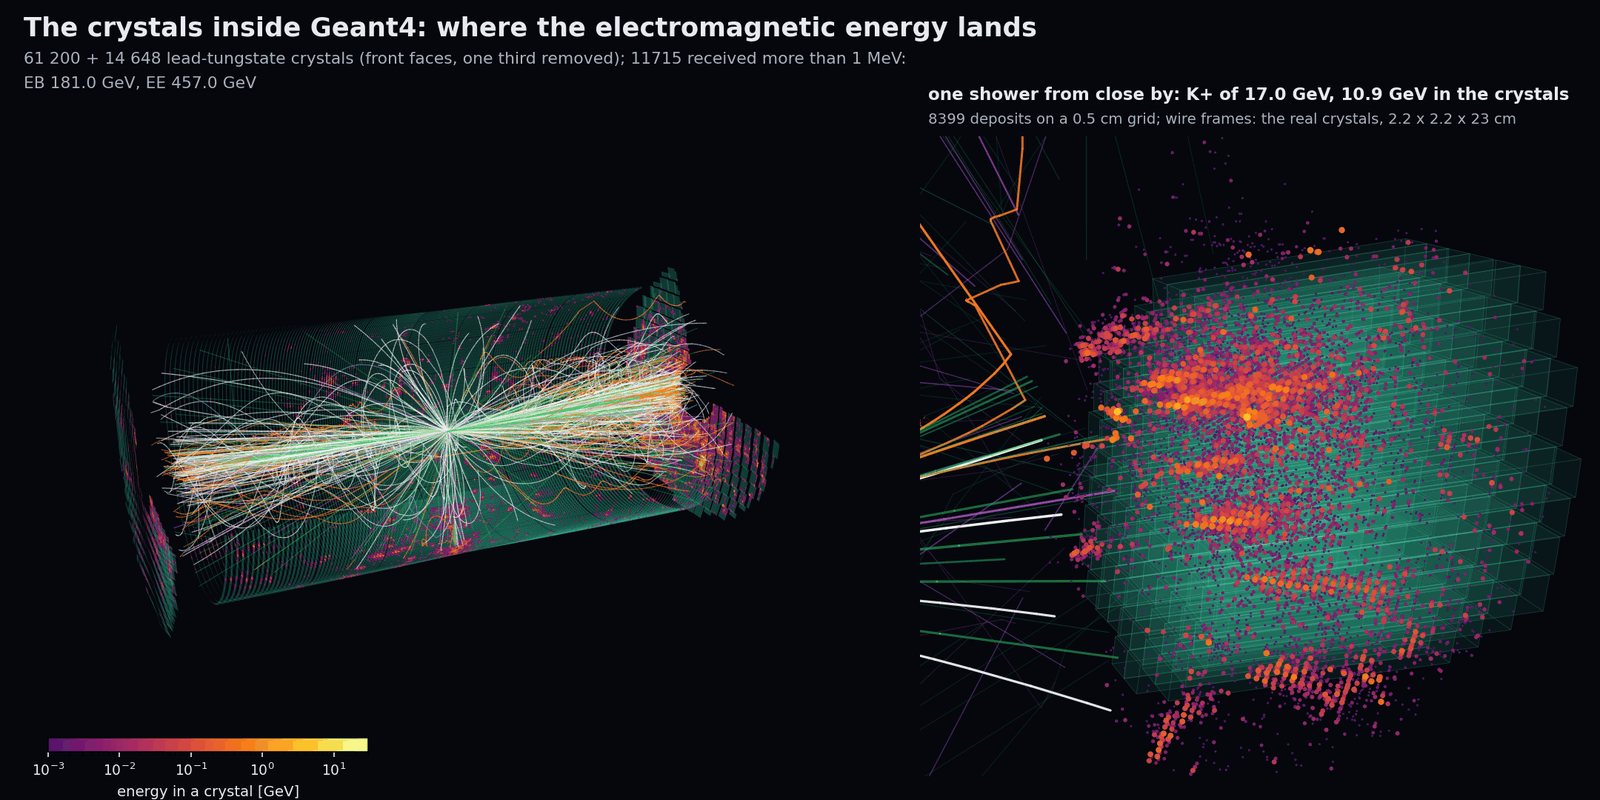 The crystals inside Geant4: where the electromagnetic energy lands
61 200 + 14 648 lead-tungstate crystals (front faces, one third removed); 11715 received more than 1 MeV:
EB 181.0 GeV, EE 457.0 GeV
one shower from close by: K+ of 17.0 GeV, 10.9 GeV in the crystals
8399 deposits on a 0.5 cm grid; wire frames: the real crystals, 2.2 x 2.2 x 23 cm
10⁻³ 10⁻² 10⁻¹ 10⁰ 10¹
energy in a crystal [GeV]